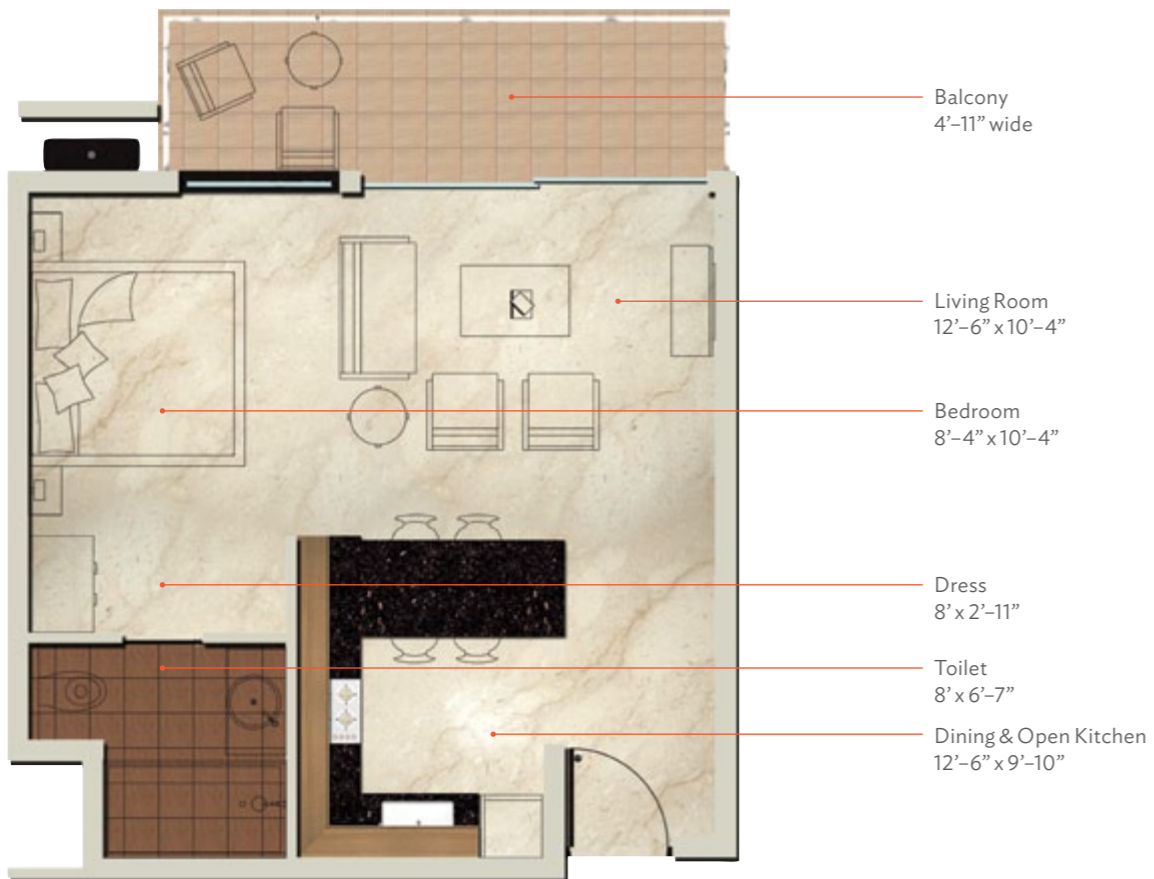 Balcony
4’–11” wide
Living Room
12’–6” x 10’–4”
Bedroom
8’–4” x 10’–4”
Dress
8’ x 2’–11”
Toilet
8’ x 6’–7”
Dining & Open Kitchen
12’–6” x 9’–10”